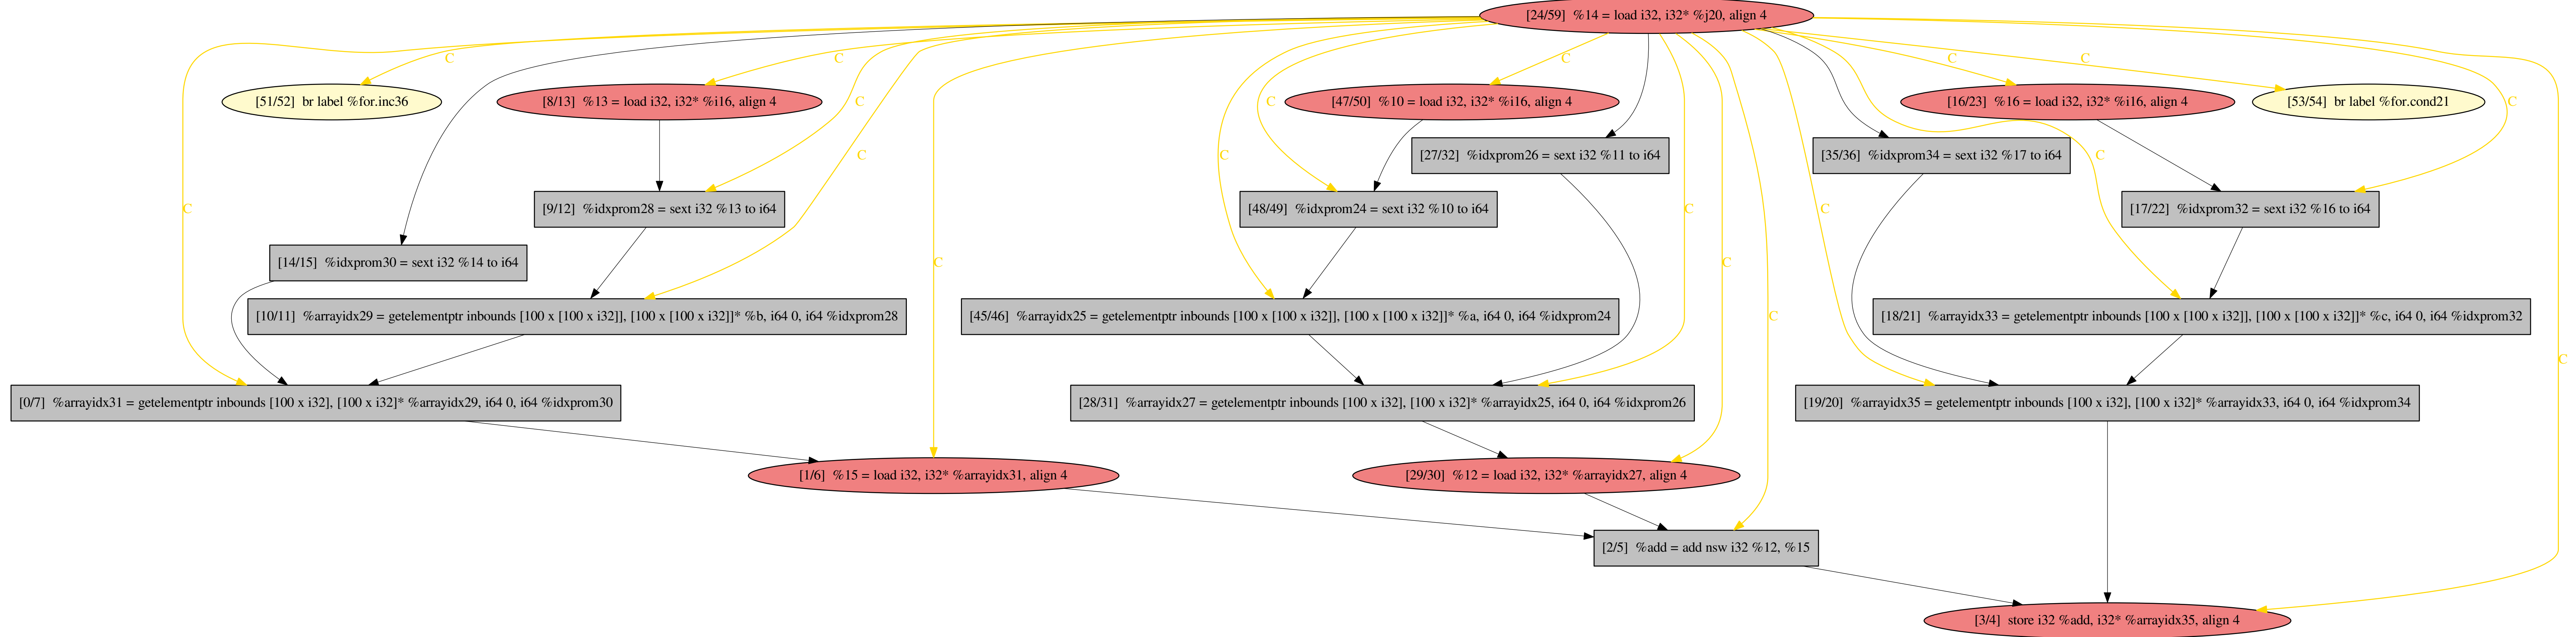 [24/59] %14 = load i32, i32* %j20, align 4
C
C
C
C
C
[51/52] br label %for.inc36
[8/13] %13 = load i32, i32* %i16, align 4
C
C
[47/50] %10 = load i32, i32* %i16, align 4
[16/23] %16 = load i32, i32* %i16, align 4
[53/54] br label %for.cond21
C
C
C
[27/32] %idxprom26 = sext i32 %11 to i64
[35/36] %idxprom34 = sext i32 %17 to i64
C
C
[9/12] %idxprom28 = sext i32 %13 to i64
[48/49] %idxprom24 = sext i32 %10 to i64
C
C
[17/22] %idxprom32 = sext i32 %16 to i64
[14/15] %idxprom30 = sext i32 %14 to i64
C
C
[10/11] %arrayidx29 = getelementptr inbounds [100 x [100 x i32]], [100 x [100 x i32]]* %b, i64 0, i64 %idxprom28
[45/46] %arrayidx25 = getelementptr inbounds [100 x [100 x i32]], [100 x [100 x i32]]* %a, i64 0, i64 %idxprom24
C
[18/21] %arrayidx33 = getelementptr inbounds [100 x [100 x i32]], [100 x [100 x i32]]* %c, i64 0, i64 %idxprom32
C
[0/7] %arrayidx31 = getelementptr inbounds [100 x i32], [100 x i32]* %arrayidx29, i64 0, i64 %idxprom30
[28/31] %arrayidx27 = getelementptr inbounds [100 x i32], [100 x i32]* %arrayidx25, i64 0, i64 %idxprom26
[19/20] %arrayidx35 = getelementptr inbounds [100 x i32], [100 x i32]* %arrayidx33, i64 0, i64 %idxprom34
[1/6] %15 = load i32, i32* %arrayidx31, align 4
[29/30] %12 = load i32, i32* %arrayidx27, align 4
[2/5] %add = add nsw i32 %12, %15
[3/4] store i32 %add, i32* %arrayidx35, align 4